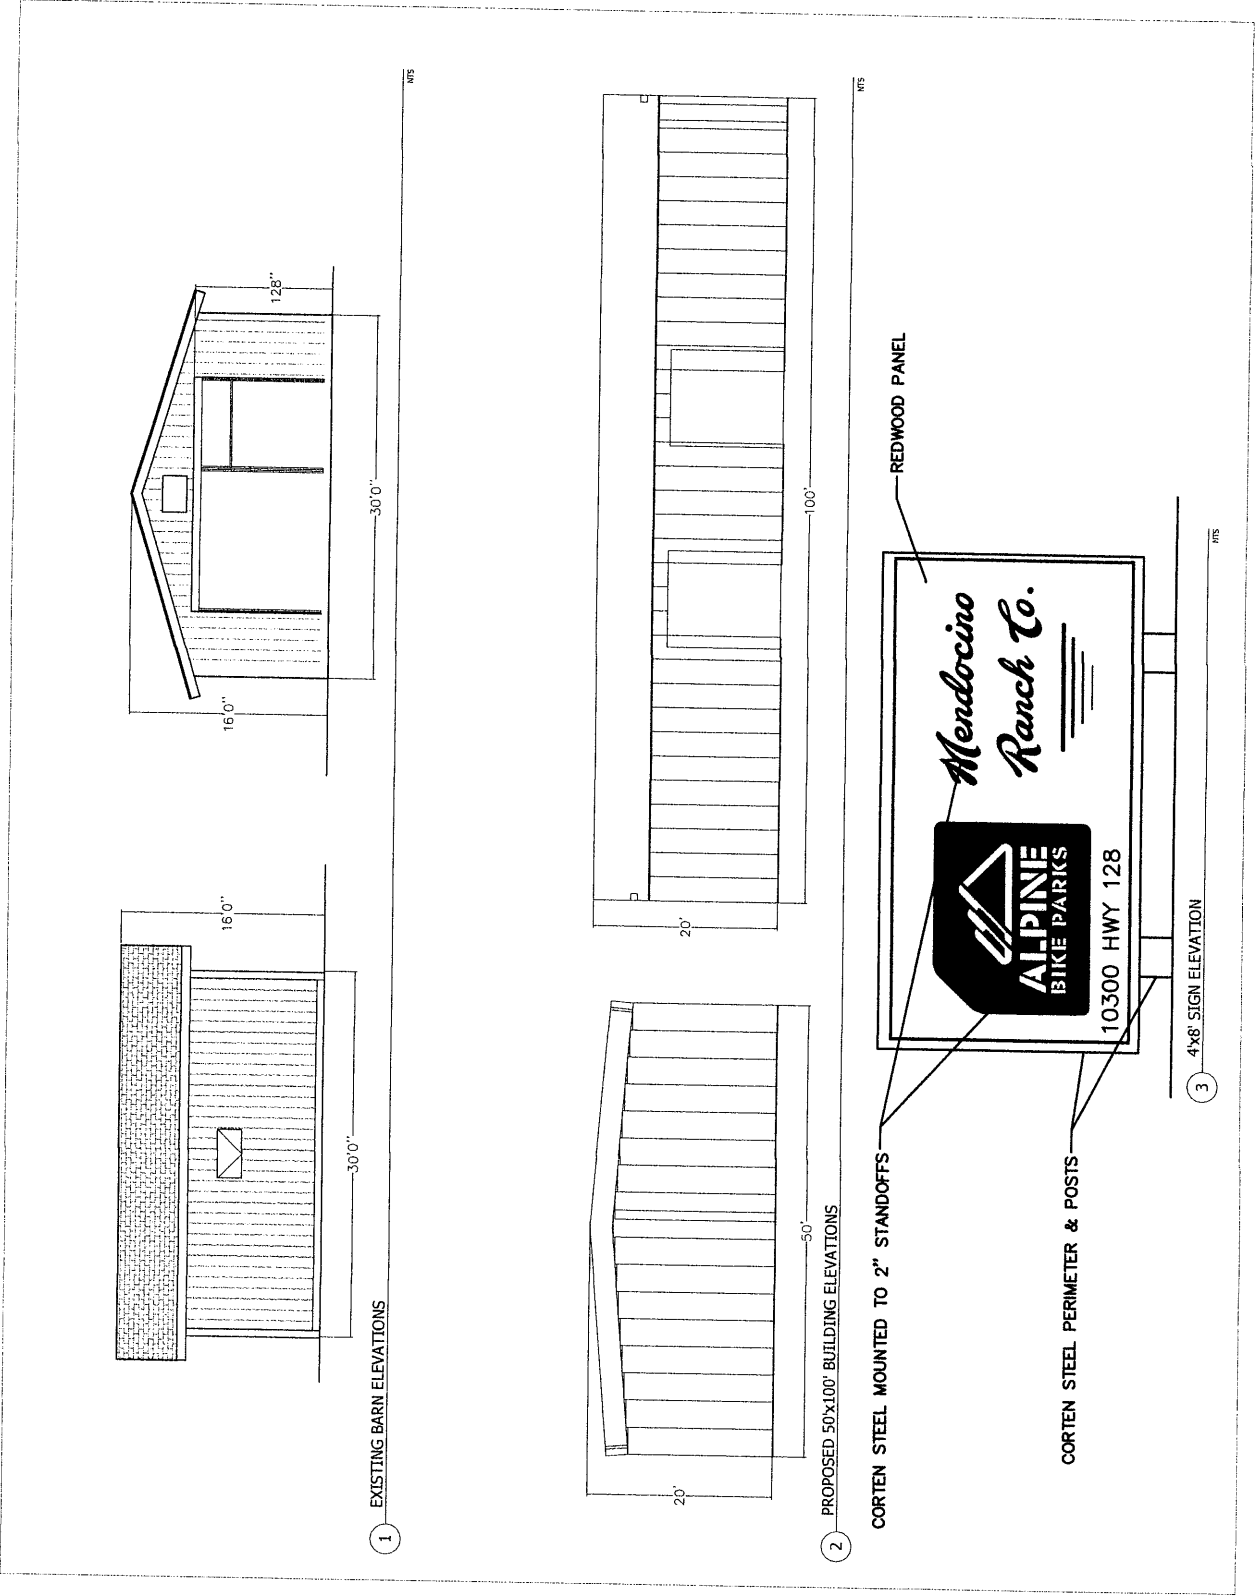 16'0"
30'0"
16'0"
128"
30'0"
1
EXISTING BARN ELEVATIONS
NTS
20'
50'
20'
100'
2
PROPOSED 50'x100' BUILDING ELEVATIONS
NTS
CORTEN STEEL MOUNTED TO 2" STANDOFFS
REDWOOD PANEL
Mendocino
Ranch Co.
ALPINE
BIKE PARKS
10300 HWY 128
CORTEN STEEL PERIMETER & POSTS
3
4'x8' SIGN ELEVATION
NTS